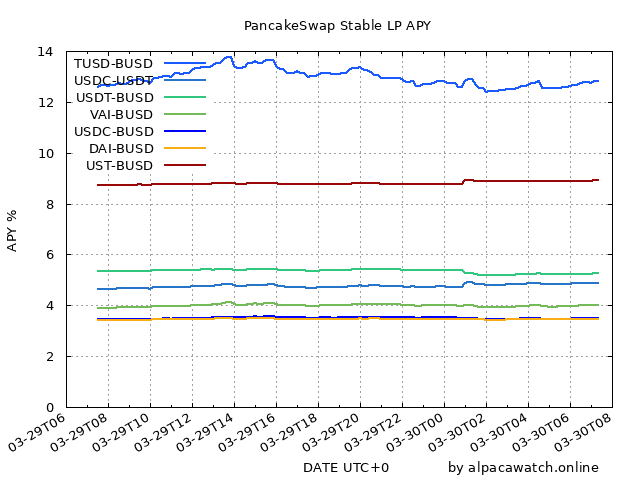 PancakeSwap Stable LP APY
14
12
10
8
6
4
2
0
APY %
TUSD-BUSD
USDC-USDT
USDT-BUSD
VAI-BUSD
USDC-BUSD
DAI-BUSD
UST-BUSD
03-29T06
03-29T08
03-29T10
03-29T12
03-29T14
03-29T16
03-29T18
03-29T20
03-29T22
03-30T00
03-30T02
03-30T04
03-30T06
03-30T08
DATE UTC+0
by alpacawatch.online